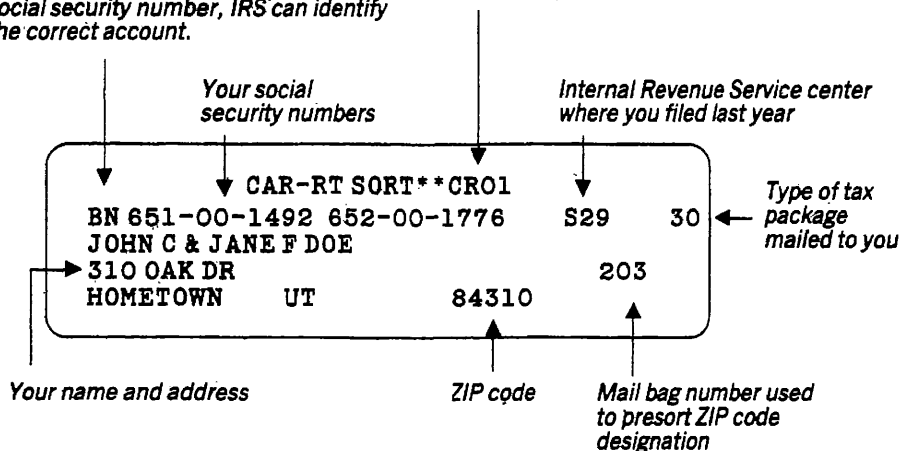 social security number, IRS can identify
the correct account.
Your social
security numbers
Internal Revenue Service center
where you filed last year
CAR-RT SORT**CR01
BN 651-00-1492 652-00-1776 S29 30
JOHN C & JANE F DOE
310 OAK DR 203
HOMETOWN UT 84310
Type of tax
package
mailed to you
Your name and address
ZIP code
Mail bag number used
to presort ZIP code
designation